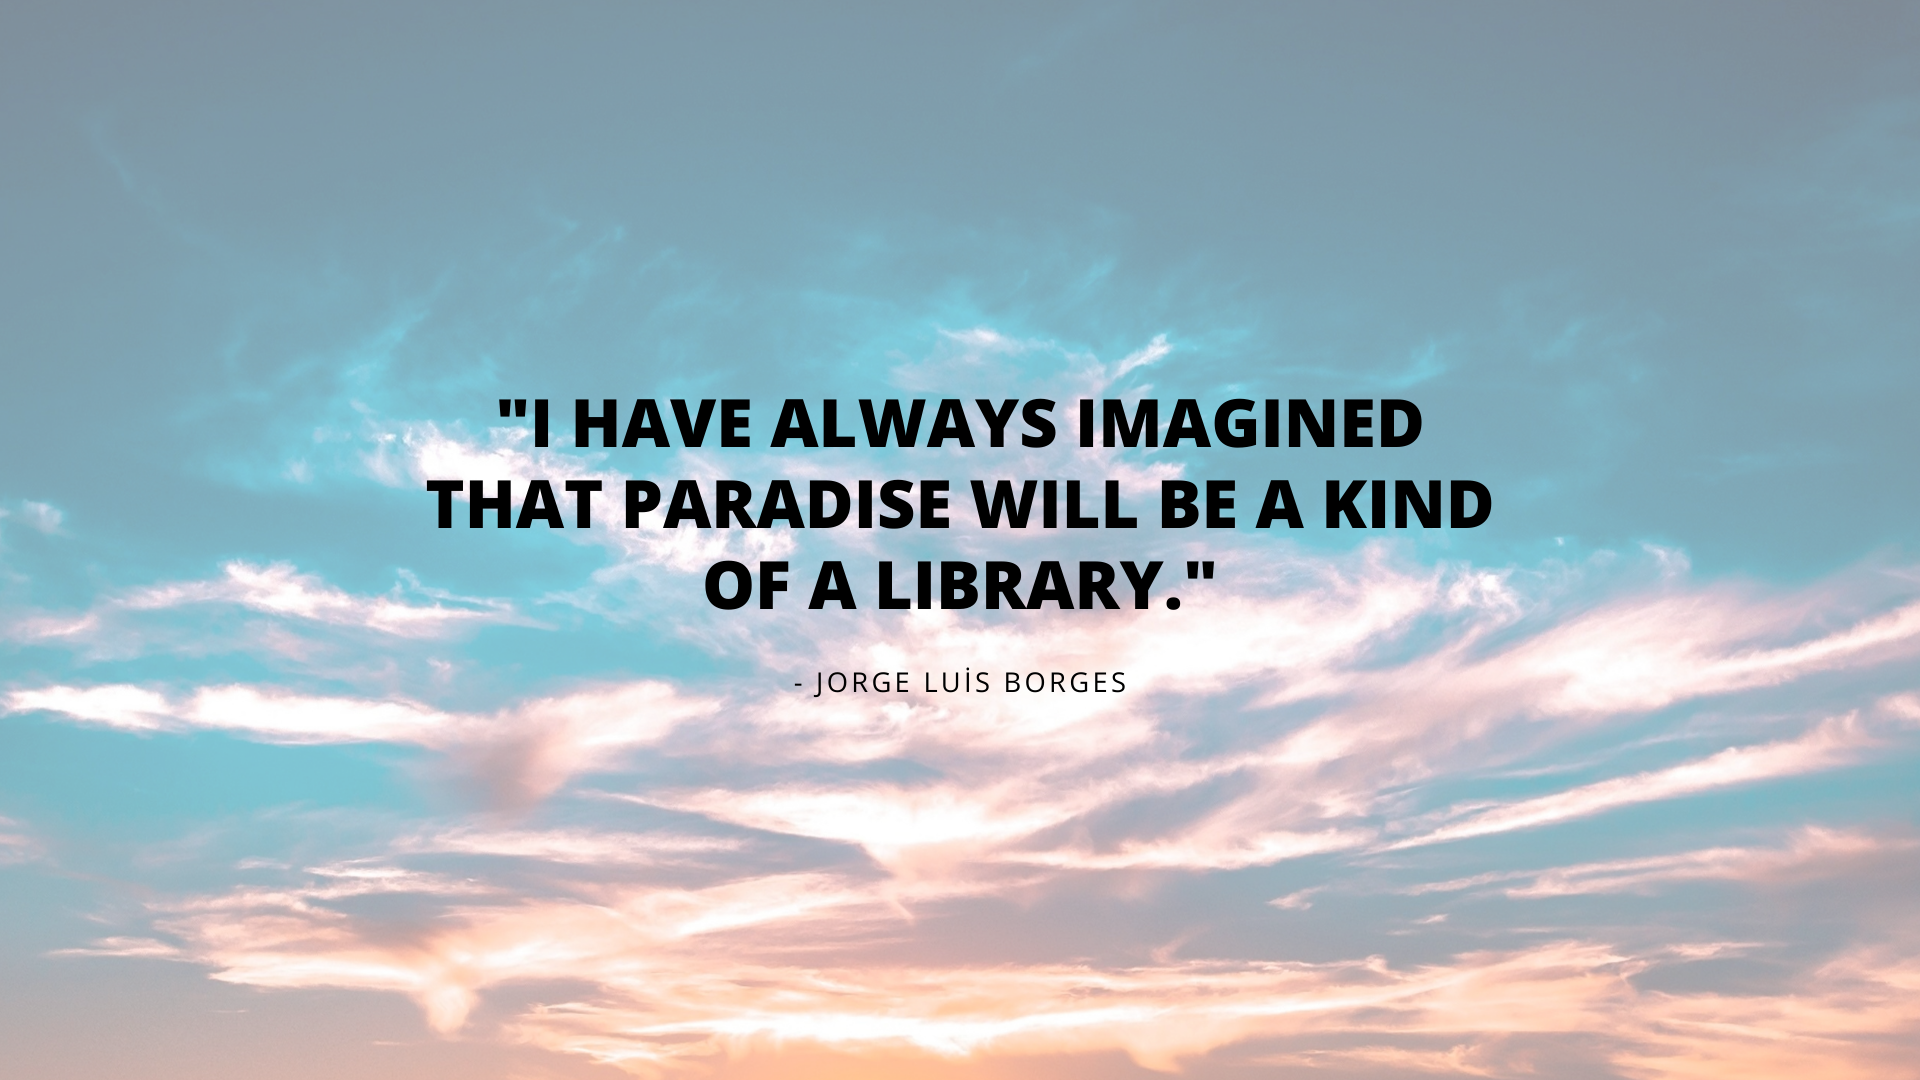 "I HAVE ALWAYS IMAGINED
THAT PARADISE WILL BE A KIND
OF A LIBRARY."
- JORGE LUİS BORGES